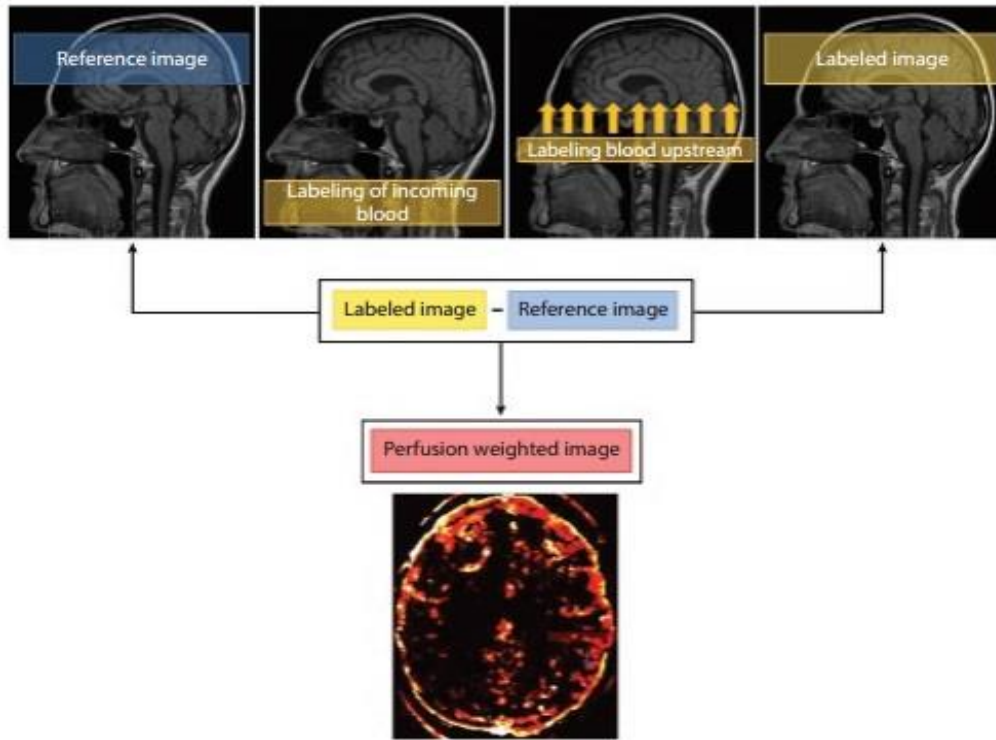 Reference image
Labeled image
Labeling blood upstream
Labeling of incoming
blood
Labeled image – Reference image
Perfusion weighted image